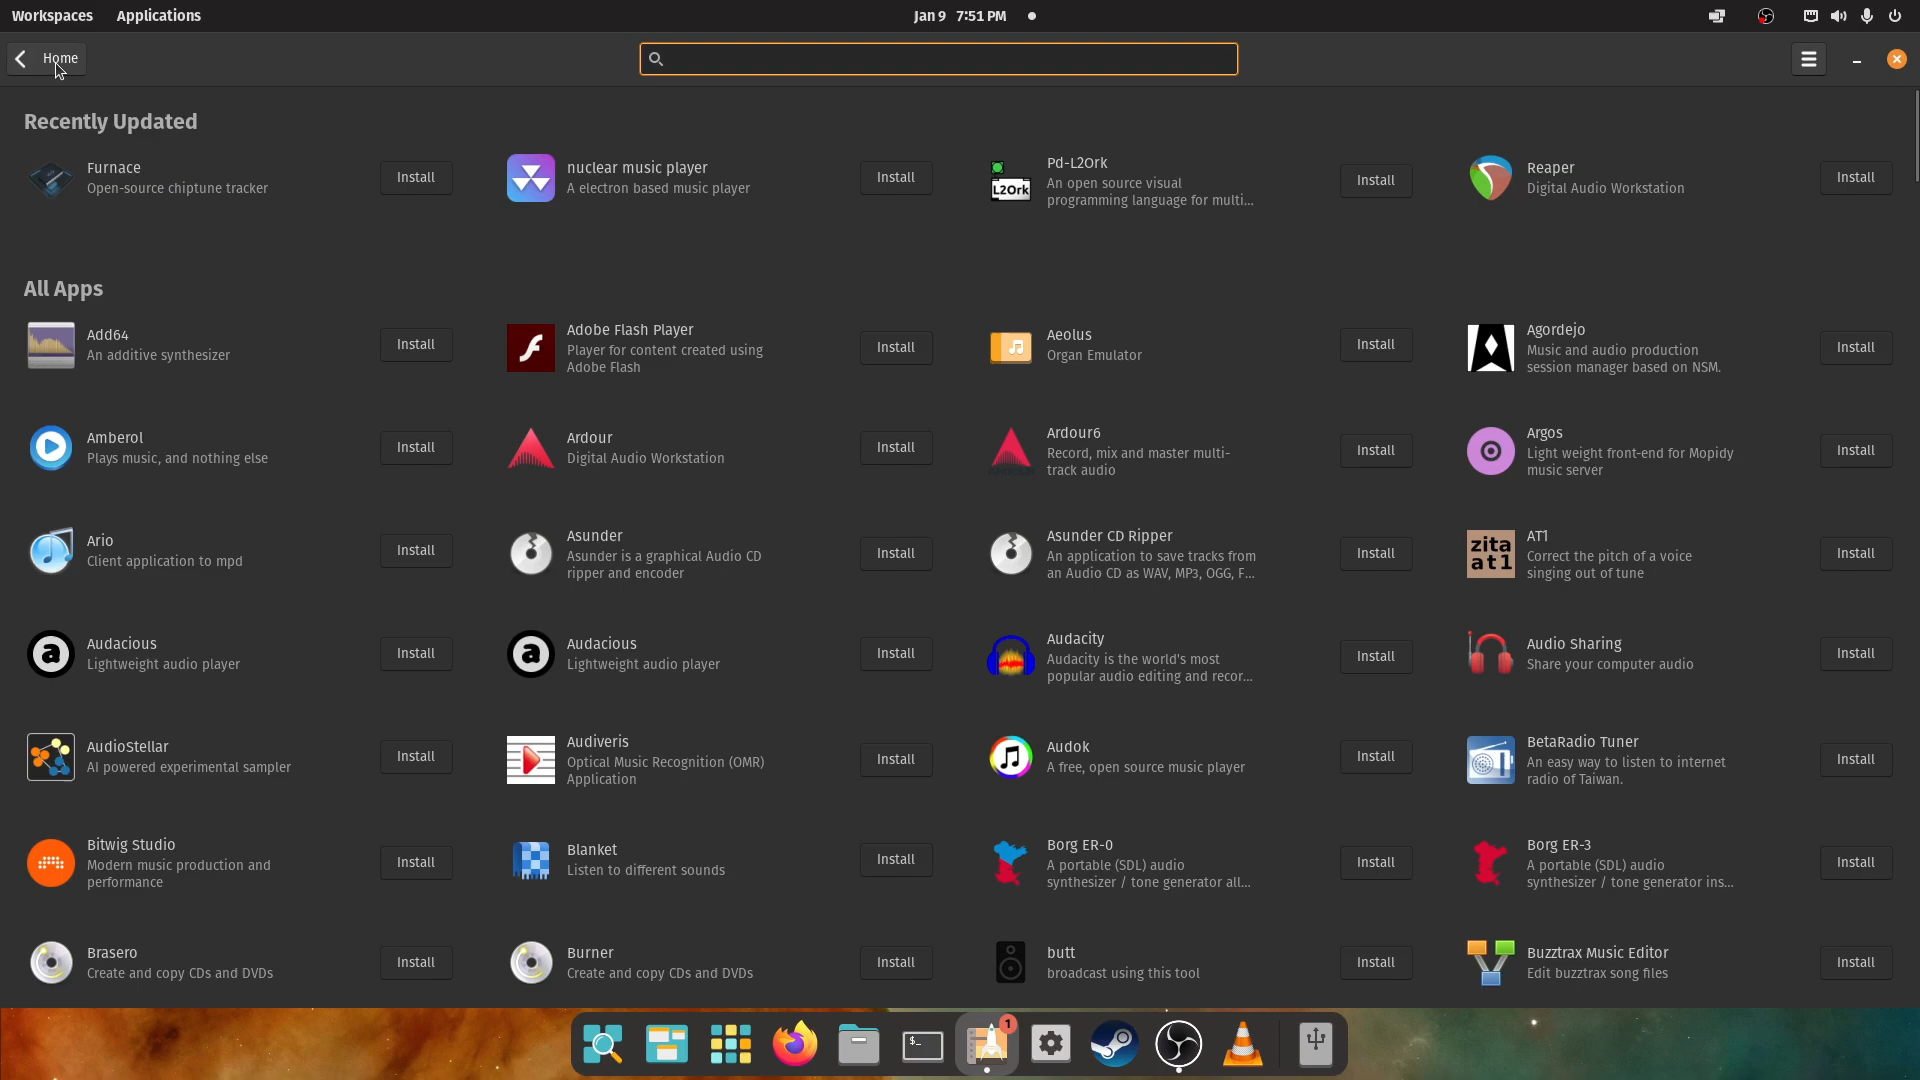 Workspaces Applications Jan 9 7:51 PM
Home
Recently Updated
Furnace
Open-source chiptune tracker
Install
nuclear music player
A electron based music player
Install
Pd-L2Ork
An open source visual
programming language for multi...
Install
L2Ork
Reaper
Digital Audio Workstation
Install
All Apps
Add64
An additive synthesizer
Install
Adobe Flash Player
Player for content created using
Adobe Flash
Install
Aeolus
Organ Emulator
Install
Agordejo
Music and audio production
session manager based on NSM.
Install
Amberol
Plays music, and nothing else
Install
Ardour
Digital Audio Workstation
Install
Ardour6
Record, mix and master multi-
track audio
Install
Argos
Light weight front-end for Mopidy
music server
Install
Ario
Client application to mpd
Install
Asunder
Asunder is a graphical Audio CD
ripper and encoder
Install
Asunder CD Ripper
An application to save tracks from
an Audio CD as WAV, MP3, OGG, F...
Install
zita
at1
AT1
Correct the pitch of a voice
singing out of tune
Install
a
Audacious
Lightweight audio player
Install
a
Audacious
Lightweight audio player
Install
Audacity
Audacity is the world's most
popular audio editing and recor...
Install
Audio Sharing
Share your computer audio
Install
AudioStellar
AI powered experimental sampler
Install
Audiveris
Optical Music Recognition (OMR)
Application
Install
Audok
A free, open source music player
Install
BetaRadio Tuner
An easy way to listen to internet
radio of Taiwan.
Install
Bitwig Studio
Modern music production and
performance
Install
Blanket
Listen to different sounds
Install
Borg ER-0
A portable (SDL) audio
synthesizer / tone generator all...
Install
Borg ER-3
A portable (SDL) audio
synthesizer / tone generator ins...
Install
Brasero
Create and copy CDs and DVDs
Install
Burner
Create and copy CDs and DVDs
Install
butt
broadcast using this tool
Install
Buzztrax Music Editor
Edit buzztrax song files
Install
$_
1